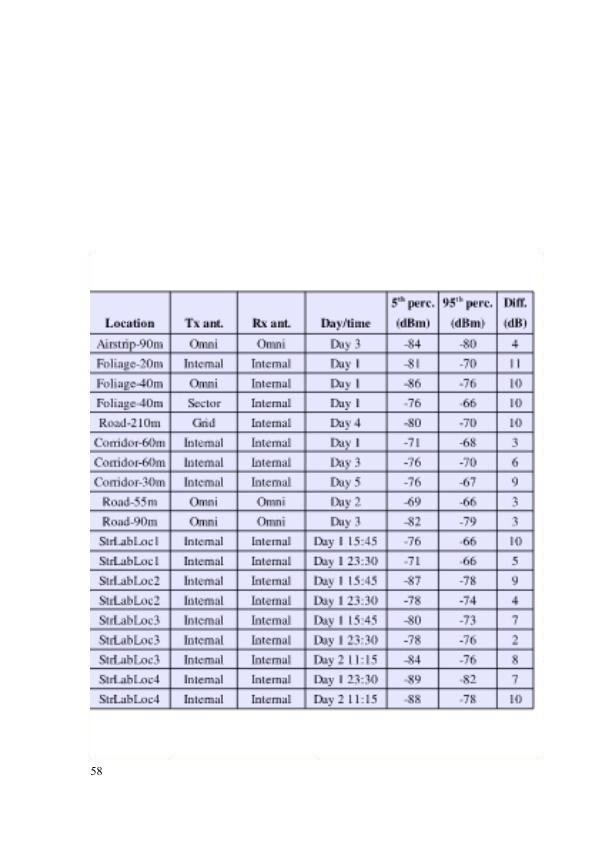 5th perc. 95th perc. Diff.
Location Tx ant. Rx ant. Day/time (dBm) (dBm) (dB)
Airstrip-90m Omni Omni Day 3 -84 -80 4
Foliage-20m Internal Internal Day 1 -81 -70 11
Foliage-40m Omni Internal Day 1 -86 -76 10
Foliage-40m Sector Internal Day 1 -76 -66 10
Road-210m Grid Internal Day 4 -80 -70 10
Corridor-60m Internal Internal Day 1 -71 -68 3
Corridor-60m Internal Internal Day 3 -76 -70 6
Corridor-30m Internal Internal Day 5 -76 -67 9
Road-55m Omni Omni Day 2 -69 -66 3
Road-90m Omni Omni Day 3 -82 -79 3
StrLabLoc1 Internal Internal Day 1 15:45 -76 -66 10
StrLabLoc1 Internal Internal Day 1 23:30 -71 -66 5
StrLabLoc2 Internal Internal Day 1 15:45 -87 -78 9
StrLabLoc2 Internal Internal Day 1 23:30 -78 -74 4
StrLabLoc3 Internal Internal Day 1 15:45 -80 -73 7
StrLabLoc3 Internal Internal Day 1 23:30 -78 -76 2
StrLabLoc3 Internal Internal Day 2 11:15 -84 -76 8
StrLabLoc4 Internal Internal Day 1 23:30 -89 -82 7
StrLabLoc4 Internal Internal Day 2 11:15 -88 -78 10
58